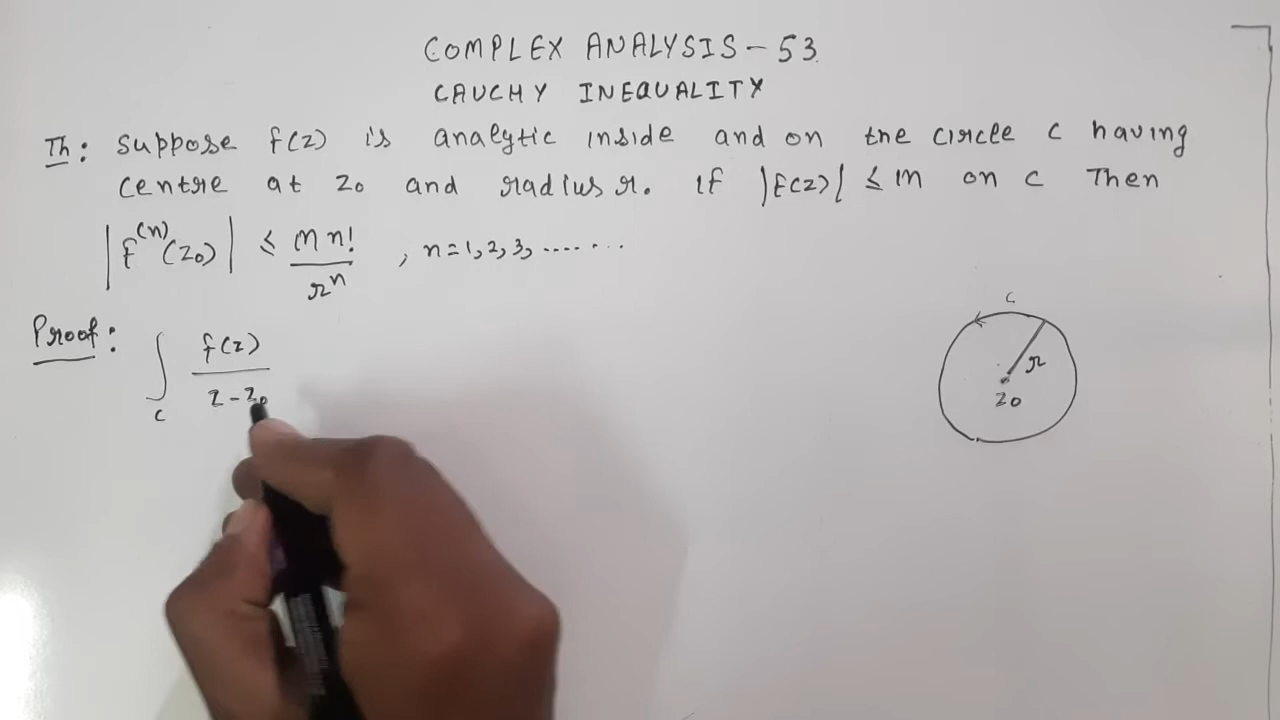 COMPLEX ANALYSIS - 53
CAUCHY INEQUALITY
Th: Suppose f(z) is analytic inside and on the circle C having
centre at z₀ and radius r. If |f(z)| ≤ M on C Then
|f⁽ⁿ⁾(z₀)| ≤ M n! / rⁿ , n = 1, 2, 3, .......
Proof: ∫_C f(z) / z - z₀
C
r
z₀